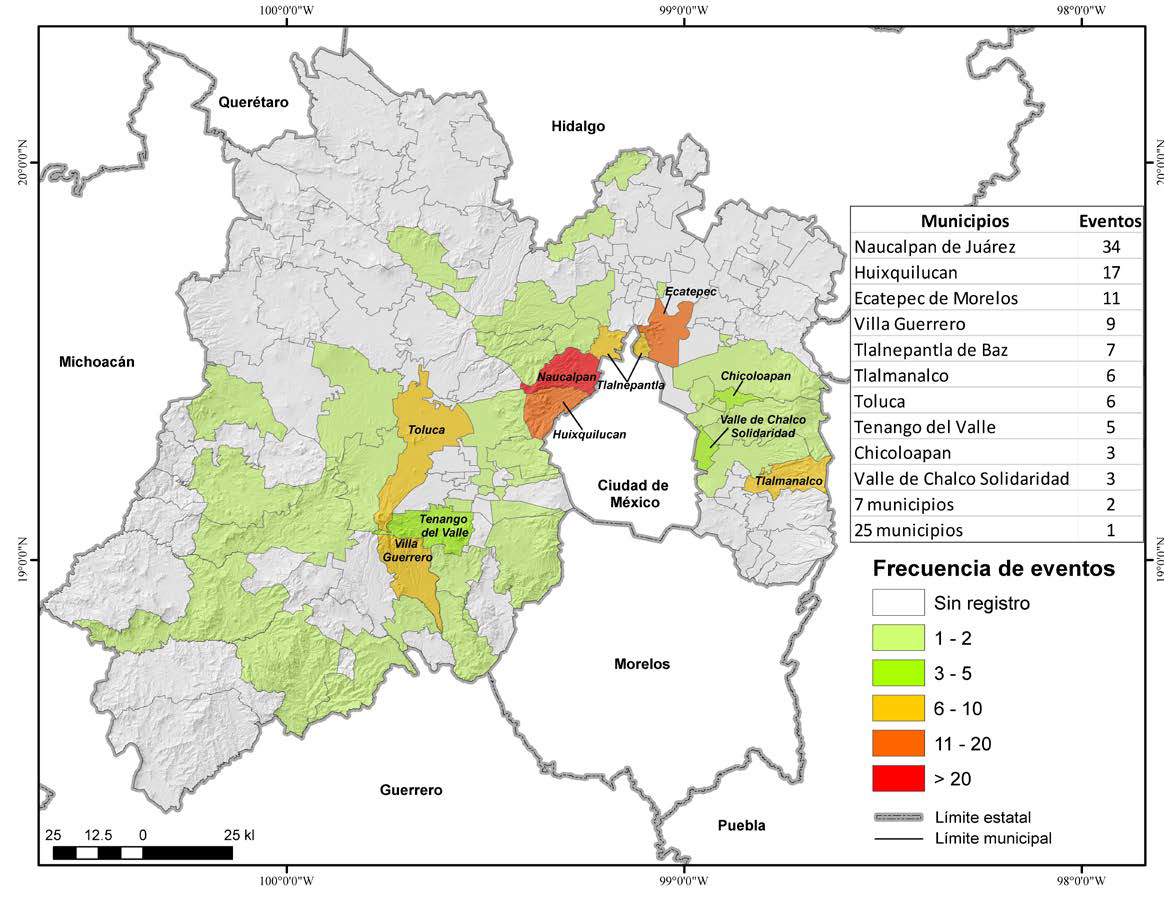 100°0'0"W
99°0'0"W
98°0'0"W
Querétaro
Hidalgo
20°0'0"N
20°0'0"N
Municipios Eventos
Naucalpan de Juárez 34
Huixquilucan 17
Ecatepec de Morelos 11
Villa Guerrero 9
Tlalnepantla de Baz 7
Tlalmanalco 6
Toluca 6
Tenango del Valle 5
Chicoloapan 3
Valle de Chalco Solidaridad 3
7 municipios 2
25 municipios 1
Ecatepec
Michoacán
Naucalpan
Tlalnepantla
Chicoloapan
Toluca
Huixquilucan
Valle de Chalco
Solidaridad
Ciudad de
México
Tlalmanalco
Tenango
del Valle
Villa
Guerrero
19°0'0"N
19°0'0"N
Frecuencia de eventos
Sin registro
1 - 2
3 - 5
6 - 10
11 - 20
> 20
Límite estatal
Límite municipal
Morelos
Guerrero
Puebla
25 12.5 0 25 kl
100°0'0"W
99°0'0"W
98°0'0"W